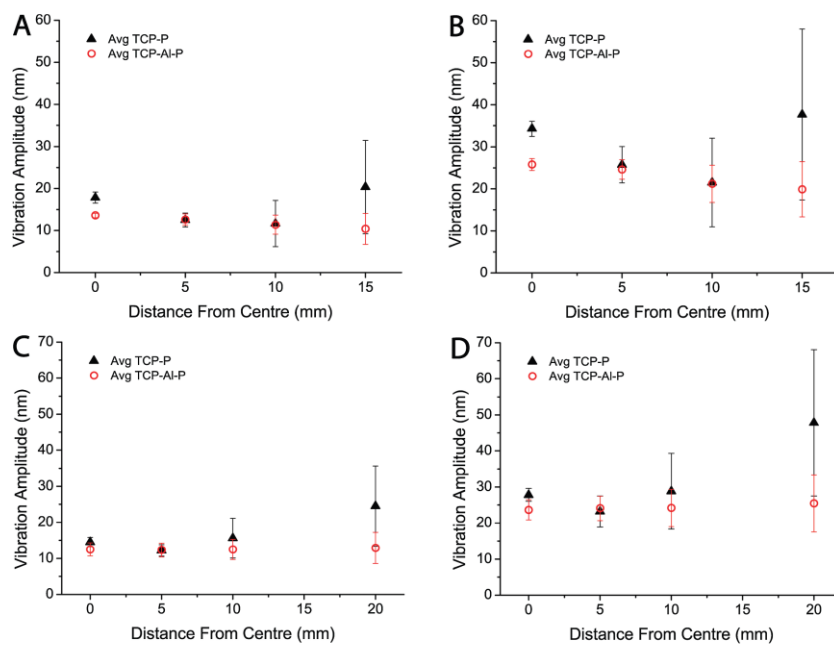 A
Avg TCP-P
Avg TCP-Al-P
Vibration Amplitude (nm)
60
50
40
30
20
10
0
0 5 10 15
Distance From Centre (mm)
B
Avg TCP-P
Avg TCP-Al-P
Vibration Amplitude (nm)
60
50
40
30
20
10
0
0 5 10 15
Distance From Centre (mm)
C
Avg TCP-P
Avg TCP-Al-P
Vibration Amplitude (nm)
70
60
50
40
30
20
10
0
0 5 10 15 20
Distance From Centre (mm)
D
Avg TCP-P
Avg TCP-Al-P
Vibration Amplitude (nm)
70
60
50
40
30
20
10
0
0 5 10 15 20
Distance From Centre (mm)